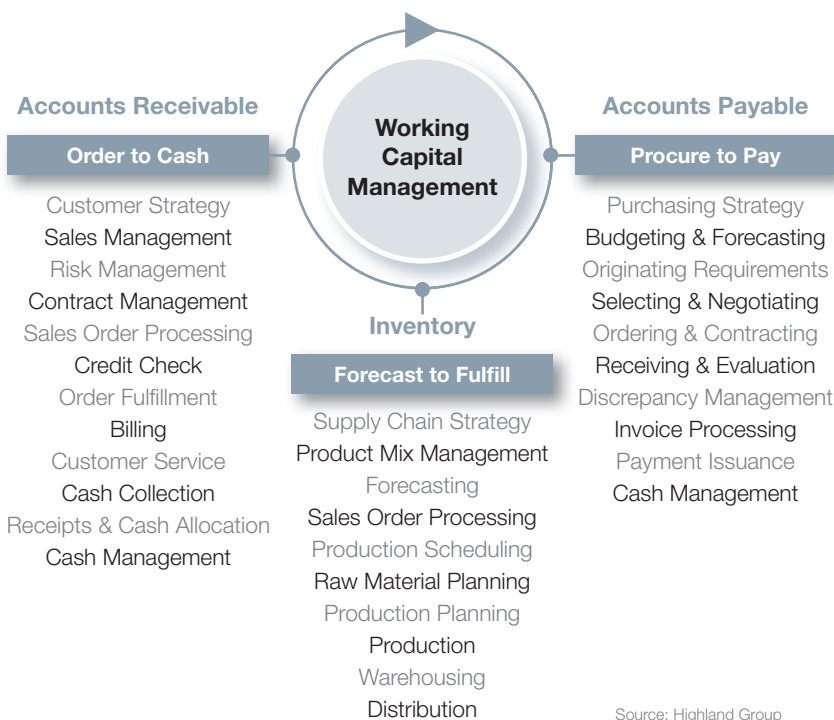 Working
Capital
Management
Accounts Receivable
Order to Cash
Customer Strategy
Sales Management
Risk Management
Contract Management
Sales Order Processing
Credit Check
Order Fulfillment
Billing
Customer Service
Cash Collection
Receipts & Cash Allocation
Cash Management
Inventory
Forecast to Fulfill
Supply Chain Strategy
Product Mix Management
Forecasting
Sales Order Processing
Production Scheduling
Raw Material Planning
Production Planning
Production
Warehousing
Distribution
Accounts Payable
Procure to Pay
Purchasing Strategy
Budgeting & Forecasting
Originating Requirements
Selecting & Negotiating
Ordering & Contracting
Receiving & Evaluation
Discrepancy Management
Invoice Processing
Payment Issuance
Cash Management
Source: Highland Group